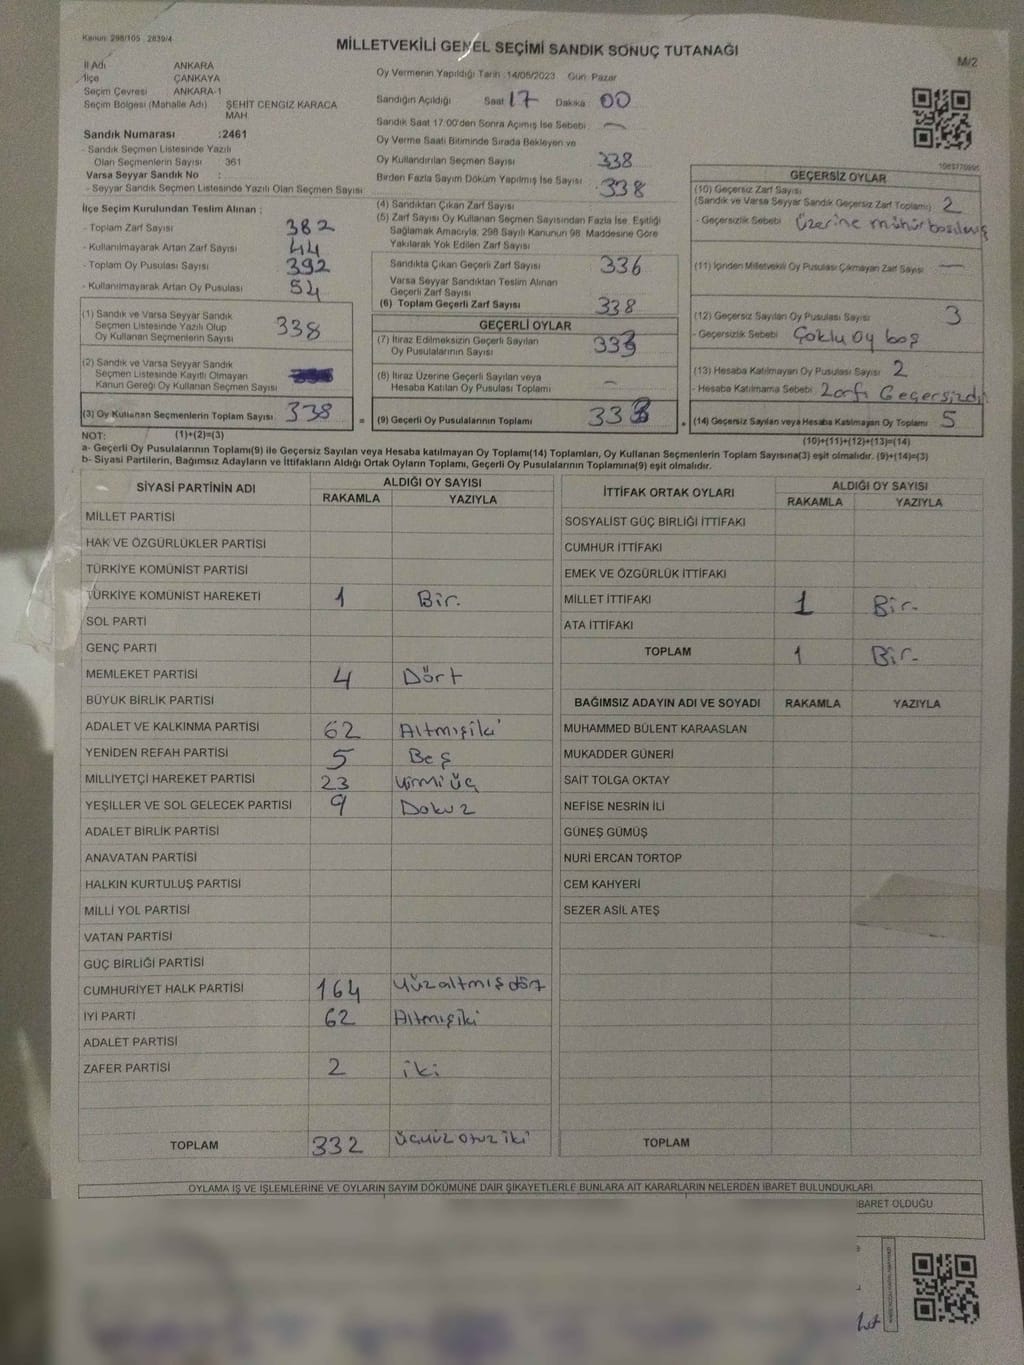 Kanun: 298/105 2839/4
MİLLETVEKİLİ GENEL SEÇİMİ SANDIK SONUÇ TUTANAĞI
M/2
İl Adı ANKARA
İlçe ÇANKAYA
Seçim Çevresi ANKARA-1
Seçim Bölgesi (Mahalle Adı) ŞEHİT CENGİZ KARACA MAH.
Sandık Numarası :2461
- Sandık Seçmen Listesinde Yazılı
Olan Seçmenlerin Sayısı 361
Varsa Seyyar Sandık No :
- Seyyar Sandık Seçmen Listesinde Yazılı Olan Seçmen Sayısı
İlçe Seçim Kurulundan Teslim Alınan :
- Toplam Zarf Sayısı 382
- Kullanılmayarak Artan Zarf Sayısı 44
- Toplam Oy Pusulası Sayısı 392
- Kullanılmayarak Artan Oy Pusulası 54
(1) Sandık ve Varsa Seyyar Sandık
Seçmen Listesinde Yazılı Olup
Oy Kullanan Seçmenlerin Sayısı 338
(2) Sandık ve Varsa Seyyar Sandık
Seçmen Listesinde Kayıtlı Olmayan
Kanun Gereği Oy Kullanan Seçmen Sayısı
(3) Oy Kullanan Seçmenlerin Toplam Sayısı 338
Oy Vermenin Yapıldığı Tarih :14/05/2023 Gün: Pazar
Sandığın Açıldığı Saat 17 Dakika 00
Sandık Saat 17:00'den Sonra Açımış İse Sebebi —
Oy Verme Saati Bitiminde Sırada Bekleyen ve
Oy Kullandırılan Seçmen Sayısı 338
Birden Fazla Sayım Döküm Yapılmış İse Sayısı 338
(4) Sandıktan Çıkan Zarf Sayısı
(5) Zarf Sayısı Oy Kullanan Seçmen Sayısından Fazla İse, Eşitliği
Sağlamak Amacıyla, 298 Sayılı Kanunun 98. Maddesine Göre
Yakılarak Yok Edilen Zarf Sayısı
Sandıkta Çıkan Geçerli Zarf Sayısı 336
Varsa Seyyar Sandıktan Teslim Alınan
Geçerli Zarf Sayısı
(6) Toplam Geçerli Zarf Sayısı 338
GEÇERLİ OYLAR
(7) İtiraz Edilmeksizin Geçerli Sayılan
Oy Pusulalarının Sayısı 333
(8) İtiraz Üzerine Geçerli Sayılan veya
Hesaba Katılan Oy Pusulası Toplamı —
= (9) Geçerli Oy Pusulalarının Toplamı 333
1083770895
GEÇERSİZ OYLAR
(10) Geçersiz Zarf Sayısı
(Sandık ve Varsa Seyyar Sandık Geçersiz Zarf Toplamı) 2
- Geçersizlik Sebebi Üzerine mühür basılmış
(11) İçinden Milletvekili Oy Pusulası Çıkmayan Zarf Sayısı —
(12) Geçersiz Sayılan Oy Pusulası Sayısı 3
- Geçersizlik Sebebi Çoklu oy boş
(13) Hesaba Katılmayan Oy Pusulası Sayısı 2
- Hesaba Katılmama Sebebi Zarfı Geçersizdi
(14) Geçersiz Sayılan veya Hesaba Katılmayan Oy Toplamı 5
NOT: (1)+(2)=(3)
(10)+(11)+(12)+(13)=(14)
a- Geçerli Oy Pusulalarının Toplamı(9) ile Geçersiz Sayılan veya Hesaba katılmayan Oy Toplamı(14) Toplamları, Oy Kullanan Seçmenlerin Toplam Sayısına(3) eşit olmalıdır. (9)+(14)=(3)
b- Siyasi Partilerin, Bağımsız Adayların ve İttifakların Aldığı Ortak Oyların Toplamı, Geçerli Oy Pusulalarının Toplamına(9) eşit olmalıdır.
SİYASİ PARTİNİN ADI ALDIĞI OY SAYISI
RAKAMLA YAZIYLA
MİLLET PARTİSİ
HAK VE ÖZGÜRLÜKLER PARTİSİ
TÜRKİYE KOMÜNİST PARTİSİ
TÜRKİYE KOMÜNİST HAREKETİ 1 Bir.
SOL PARTİ
GENÇ PARTİ
MEMLEKET PARTİSİ 4 Dört
BÜYÜK BİRLİK PARTİSİ
ADALET VE KALKINMA PARTİSİ 62 Altmışiki
YENİDEN REFAH PARTİSİ 5 Beş
MİLLİYETÇİ HAREKET PARTİSİ 23 Yirmi üç
YEŞİLLER VE SOL GELECEK PARTİSİ 9 Dokuz
ADALET BİRLİK PARTİSİ
ANAVATAN PARTİSİ
HALKIN KURTULUŞ PARTİSİ
MİLLİ YOL PARTİSİ
VATAN PARTİSİ
GÜÇ BİRLİĞİ PARTİSİ
CUMHURİYET HALK PARTİSİ 164 Yüzaltmışdört
İYİ PARTİ 62 Altmışiki
ADALET PARTİSİ
ZAFER PARTİSİ 2 iki
TOPLAM 332 üçyüz otuz iki
İTTİFAK ORTAK OYLARI ALDIĞI OY SAYISI
RAKAMLA YAZIYLA
SOSYALİST GÜÇ BİRLİĞİ İTTİFAKI
CUMHUR İTTİFAKI
EMEK VE ÖZGÜRLÜK İTTİFAKI
MİLLET İTTİFAKI 1 Bir.
ATA İTTİFAKI
TOPLAM 1 Bir.
BAĞIMSIZ ADAYIN ADI VE SOYADI RAKAMLA YAZIYLA
MUHAMMED BÜLENT KARAASLAN
MUKADDER GÜNERİ
SAİT TOLGA OKTAY
NEFİSE NESRİN İLİ
GÜNEŞ GÜMÜŞ
NURİ ERCAN TORTOP
CEM KAHYERİ
SEZER ASİL ATEŞ
TOPLAM
OYLAMA İŞ VE İŞLEMLERİNE VE OYLARIN SAYIM DÖKÜMÜNE DAİR ŞİKAYETLERLE BUNLARA AİT KARARLARIN NELERDEN İBARET BULUNDUKLARI
İBARET OLDUĞU